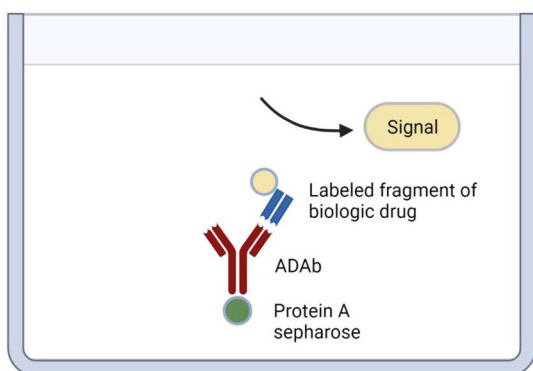 Signal
Labeled fragment of
biologic drug
ADAb
Protein A
sepharose